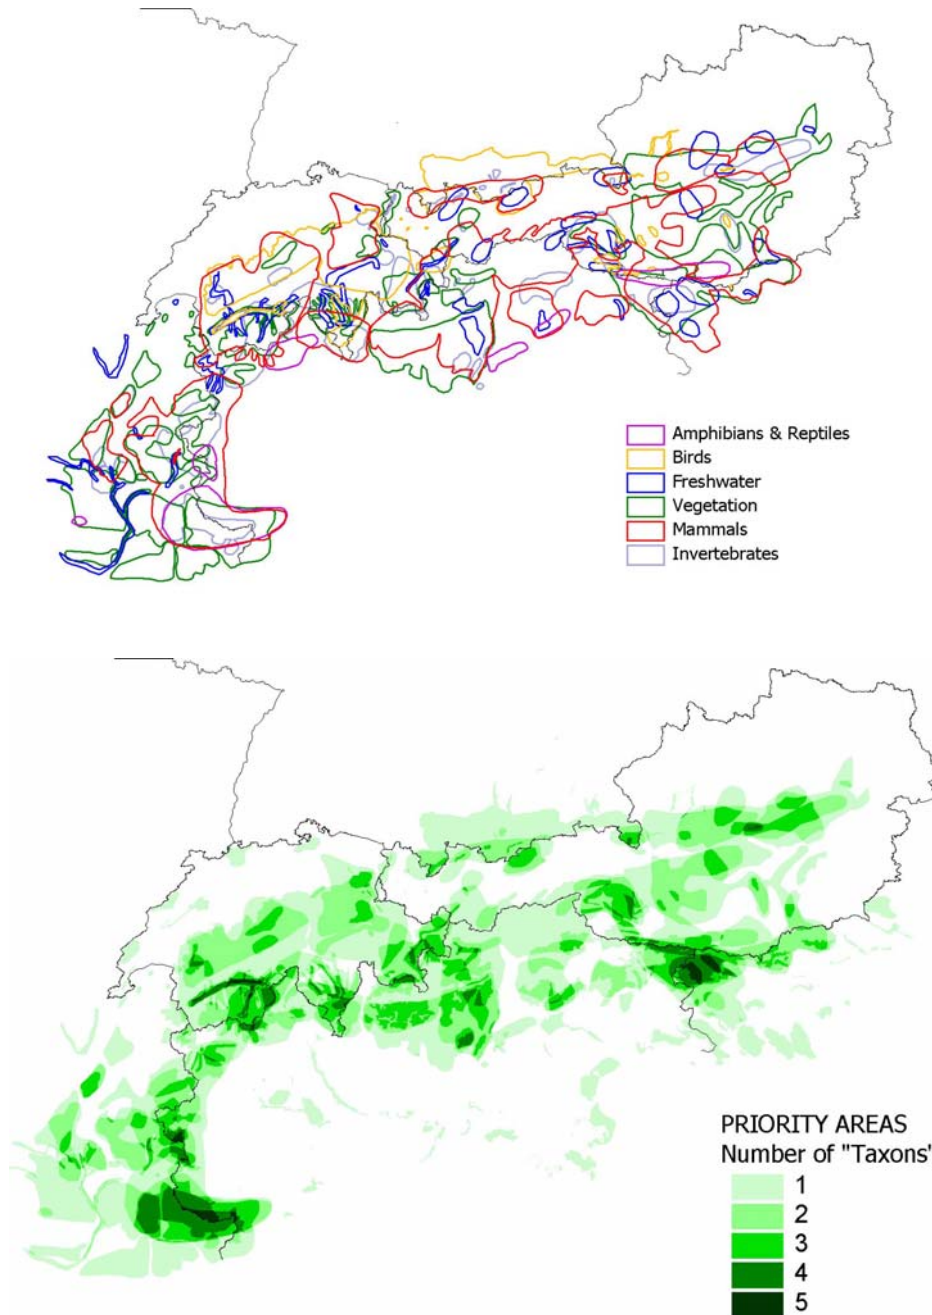 Amphibians & Reptiles
Birds
Freshwater
Vegetation
Mammals
Invertebrates
PRIORITY AREAS
Number of "Taxons"
1
2
3
4
5